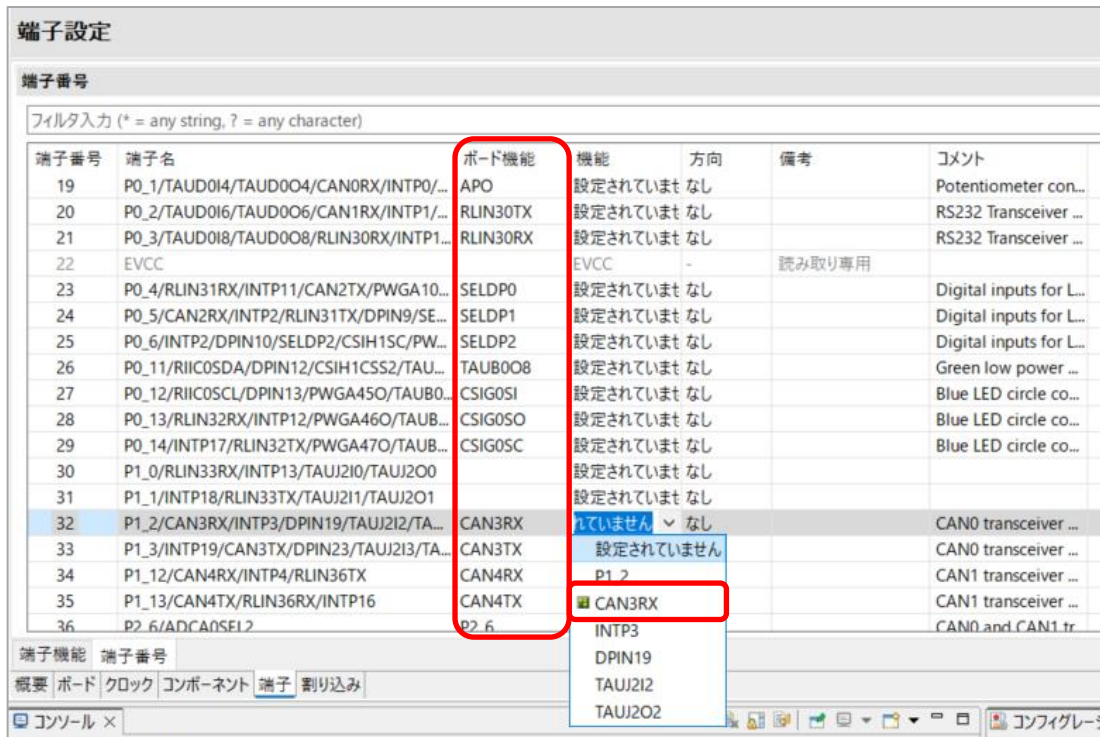 端子設定
端子番号
フィルタ入力 (* = any string, ? = any character)
端子番号 端子名 ボード機能 機能 方向 備考 コメント
19 P0_1/TAUD0I4/TAUD0O4/CAN0RX/INTP0/... APO 設定されていませ なし Potentiometer con...
20 P0_2/TAUD0I6/TAUD0O6/CAN1RX/INTP1/... RLIN30TX 設定されていませ なし RS232 Transceiver ...
21 P0_3/TAUD0I8/TAUD0O8/RLIN30RX/INTP1... RLIN30RX 設定されていませ なし RS232 Transceiver ...
22 EVCC EVCC - 読み取り専用
23 P0_4/RLIN31RX/INTP11/CAN2TX/PWGA10... SELDP0 設定されていませ なし Digital inputs for L...
24 P0_5/CAN2RX/INTP2/RLIN31TX/DPIN9/SE... SELDP1 設定されていませ なし Digital inputs for L...
25 P0_6/INTP2/DPIN10/SELDP2/CSIH1SC/PW... SELDP2 設定されていませ なし Digital inputs for L...
26 P0_11/RIIC0SDA/DPIN12/CSIH1CSS2/TAU... TAUB0O8 設定されていませ なし Green low power ...
27 P0_12/RIIC0SCL/DPIN13/PWGA45O/TAUB0... CSIG0SI 設定されていませ なし Blue LED circle co...
28 P0_13/RLIN32RX/INTP12/PWGA46O/TAUB... CSIG0SO 設定されていませ なし Blue LED circle co...
29 P0_14/INTP17/RLIN32TX/PWGA47O/TAUB... CSIG0SC 設定されていませ なし Blue LED circle co...
30 P1_0/RLIN33RX/INTP13/TAUJ2I0/TAUJ2O0 設定されていませ なし
31 P1_1/INTP18/RLIN33TX/TAUJ2I1/TAUJ2O1 設定されていませ なし
32 P1_2/CAN3RX/INTP3/DPIN19/TAUJ2I2/TA... CAN3RX れていません なし CAN0 transceiver ...
33 P1_3/INTP19/CAN3TX/DPIN23/TAUJ2I3/TA... CAN3TX 設定されていません CAN0 transceiver ...
34 P1_12/CAN4RX/INTP4/RLIN36TX CAN4RX P1_2 CAN1 transceiver ...
35 P1_13/CAN4TX/RLIN36RX/INTP16 CAN4TX CAN3RX CAN1 transceiver ...
36 P2_6/ADCA0SEL2 P2_6 INTP3 CAN0 and CAN1 tr...
DPIN19
TAUJ2I2
TAUJ2O2
端子機能 端子番号
概要 ボード クロック コンポーネント 端子 割り込み
コンソール コンフィグレー